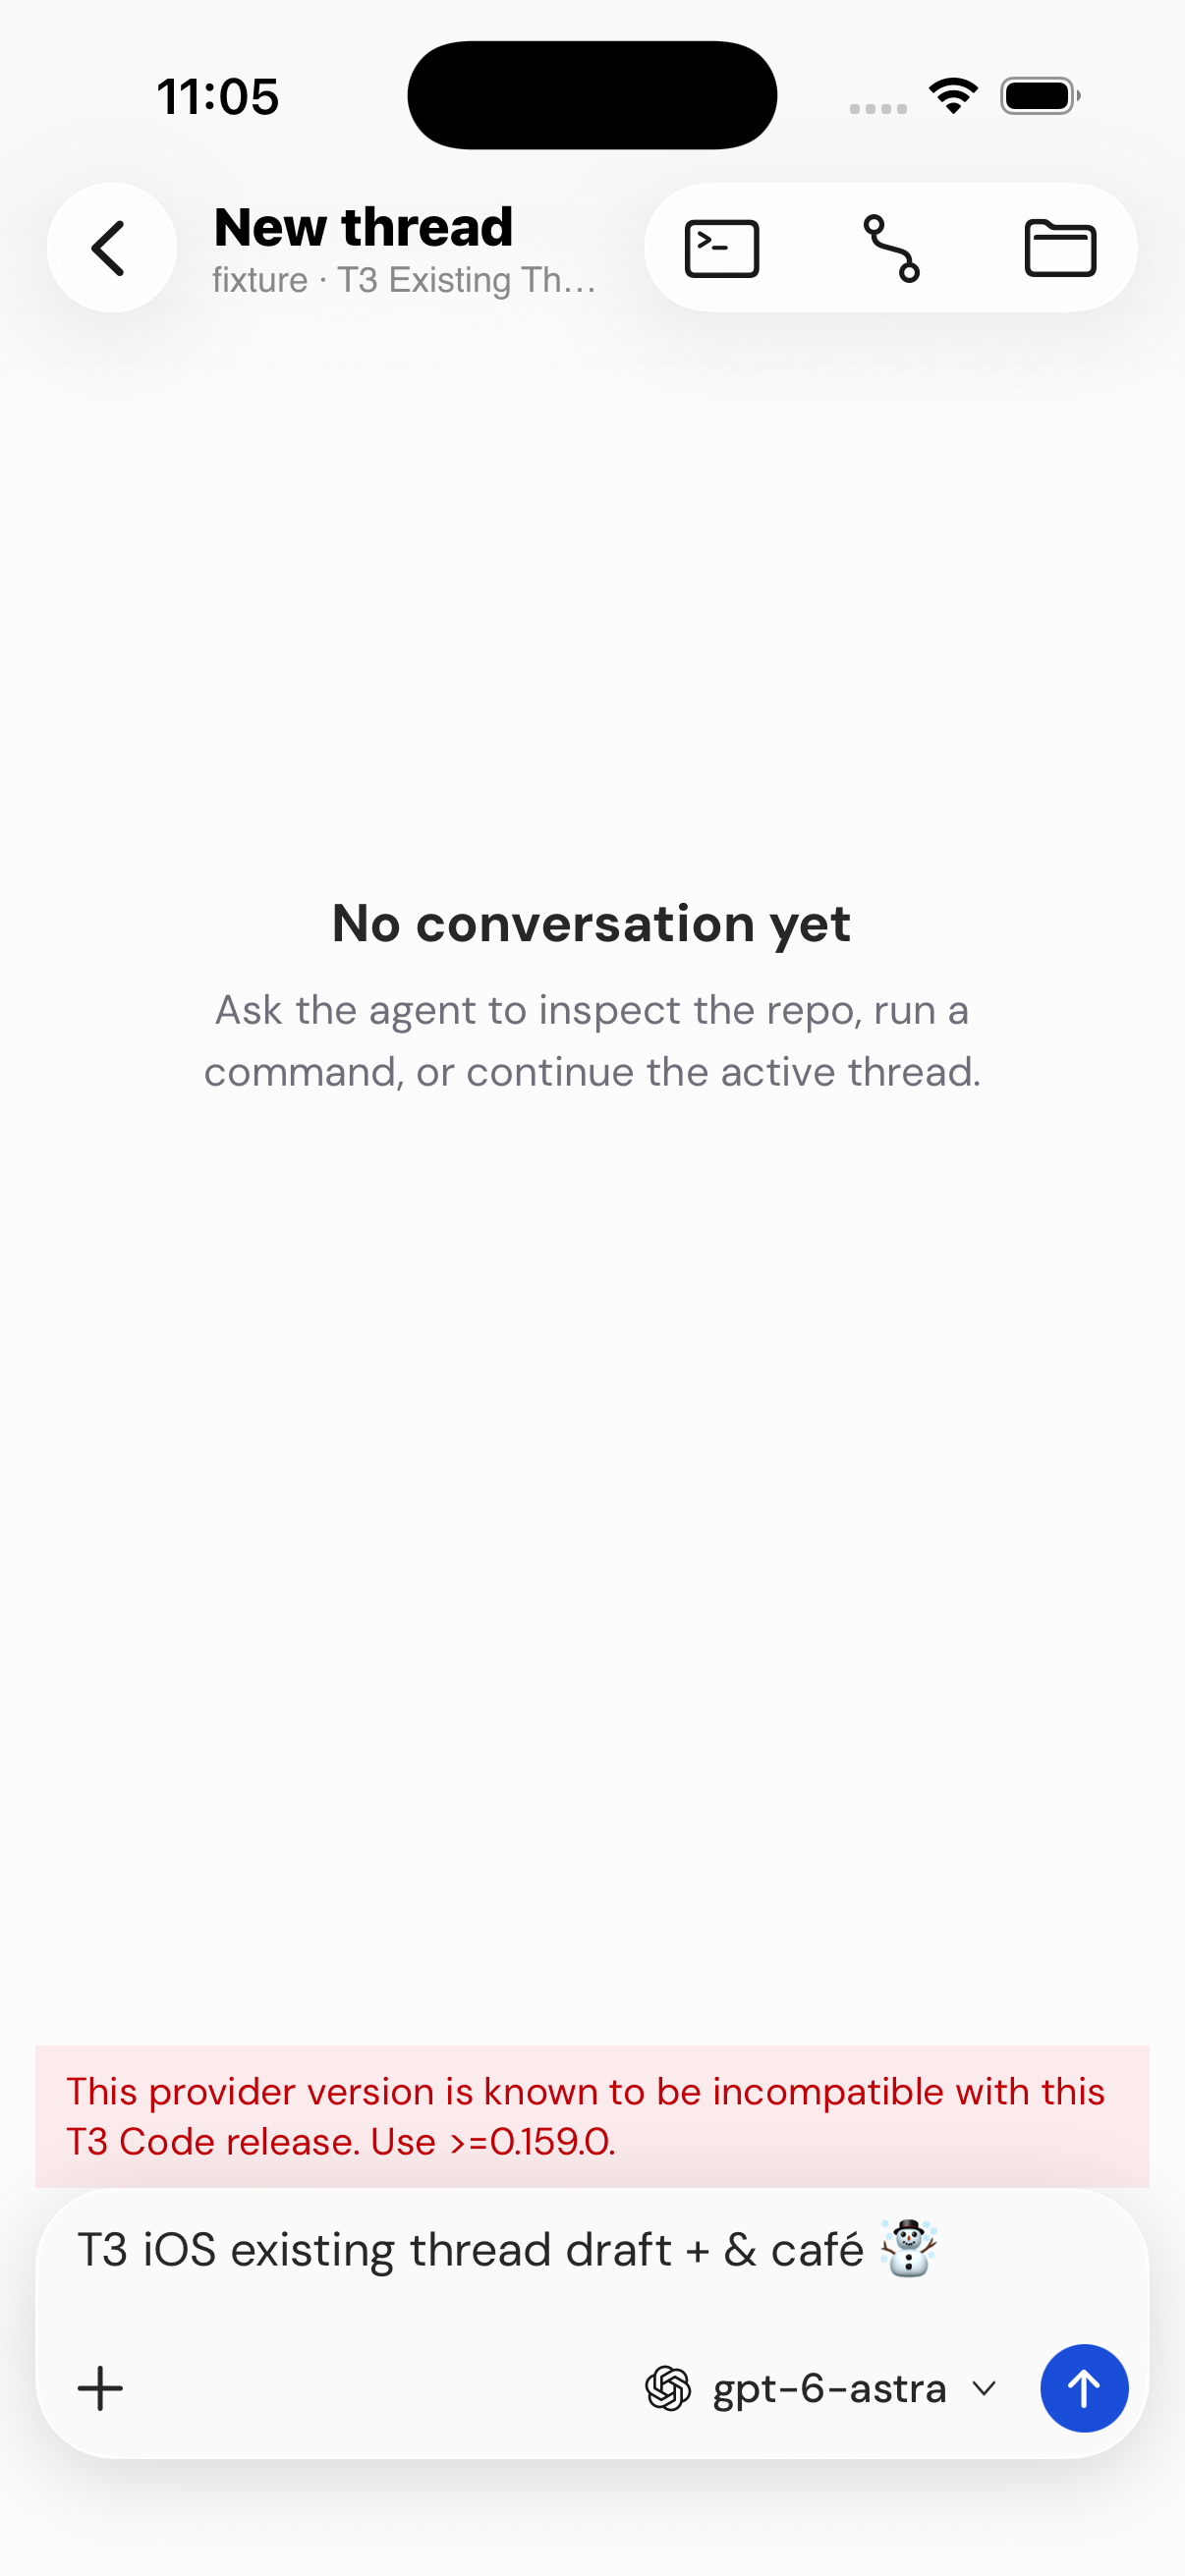 11:05
New thread
fixture · T3 Existing Th...
No conversation yet
Ask the agent to inspect the repo, run a
command, or continue the active thread.
This provider version is known to be incompatible with this
T3 Code release. Use >=0.159.0.
T3 iOS existing thread draft + & café ☃️
gpt-6-astra